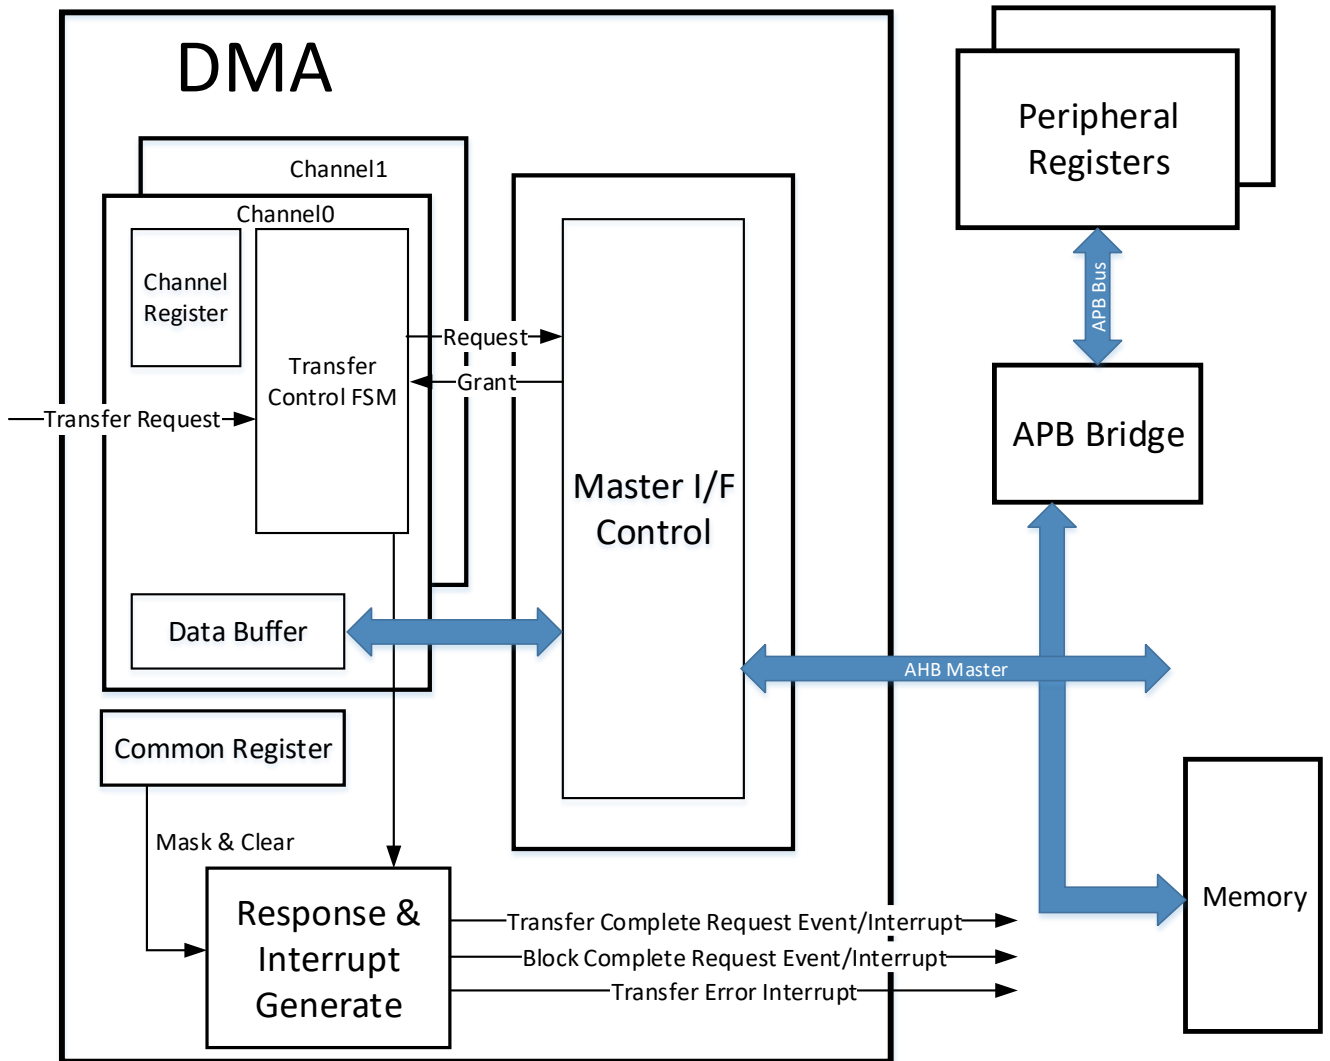 DMA
Peripheral
Registers
Channel1
Channel0
Channel
Register
APB Bus
Request
Transfer
Control FSM
Grant
Transfer Request
APB Bridge
Master I/F
Control
Data Buffer
AHB Master
Common Register
Mask & Clear
Memory
Response &
Interrupt
Generate
Transfer Complete Request Event/Interrupt
Block Complete Request Event/Interrupt
Transfer Error Interrupt